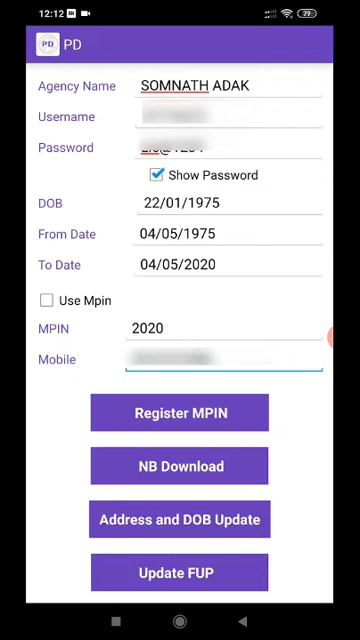 12:12 79
PD PD
Agency Name SOMNATH ADAK
Username
Password
Show Password
DOB 22/01/1975
From Date 04/05/1975
To Date 04/05/2020
Use Mpin
MPIN 2020
Mobile
Register MPIN
NB Download
Address and DOB Update
Update FUP